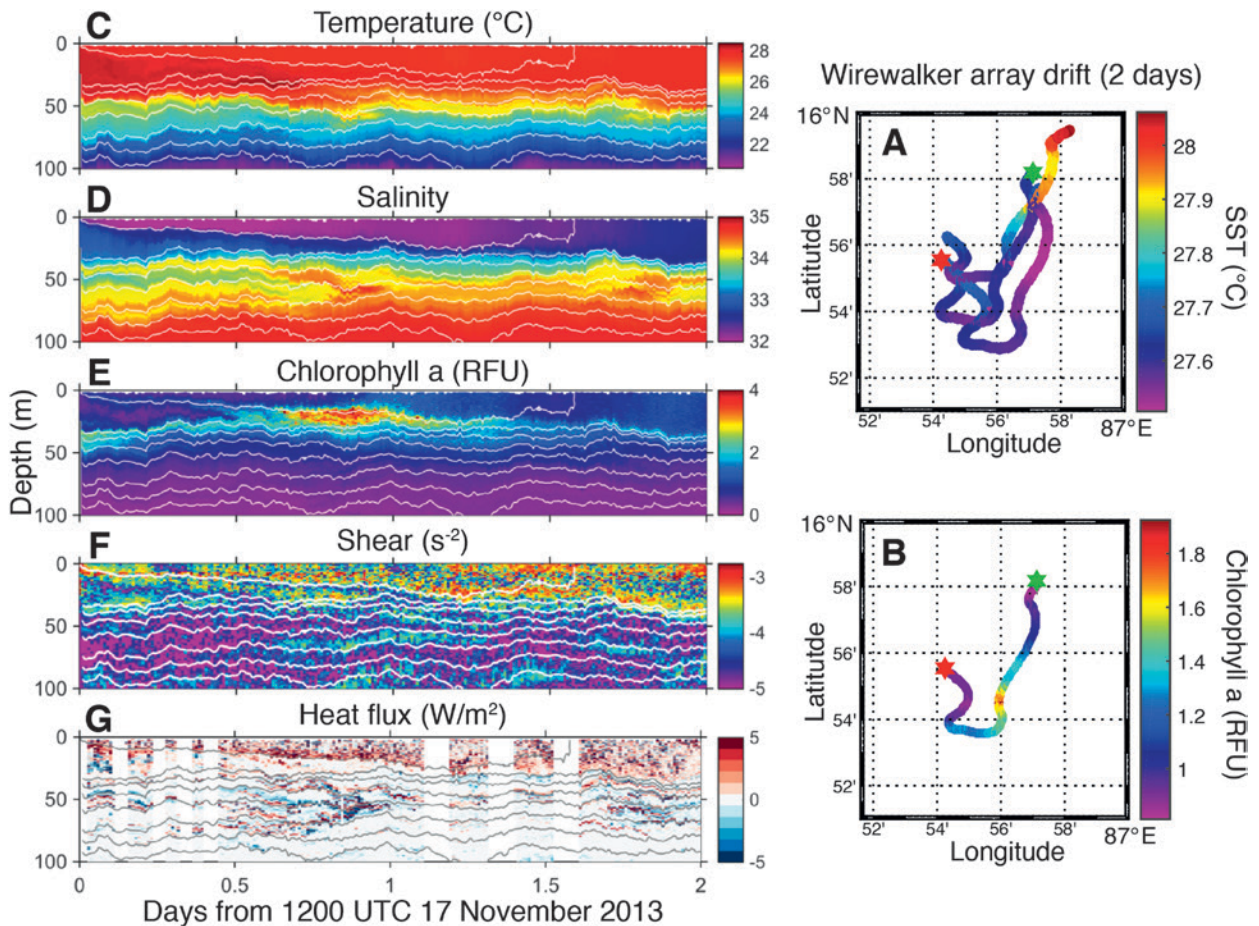 C
Temperature (°C)
0
50
100
28
26
24
22
D
Salinity
0
50
100
35
34
33
32
E
Chlorophyll a (RFU)
0
50
100
4
2
0
Depth (m)
F
Shear (s-2)
0
50
100
-3
-4
-5
G
Heat flux (W/m²)
0
50
100
5
0
-5
0 0.5 1 1.5 2
Days from 1200 UTC 17 November 2013
Wirewalker array drift (2 days)
A
16°N
58'
56'
54'
52'
Latitutde
52' 54' 56' 58' 87°E
Longitude
28
27.9
27.8
27.7
27.6
SST (°C)
B
16°N
58'
56'
54'
52'
Latitude
52' 54' 56' 58' 87°E
Longitude
1.8
1.6
1.4
1.2
1
Chlorophyll a (RFU)